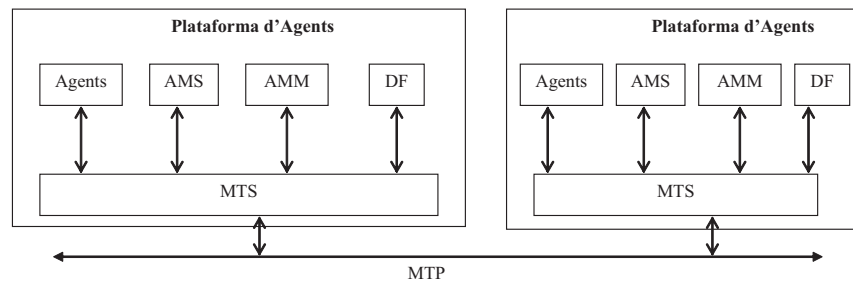 Plataforma d'Agents
Agents
AMS
AMM
DF
MTS
Plataforma d'Agents
Agents
AMS
AMM
DF
MTS
MTP